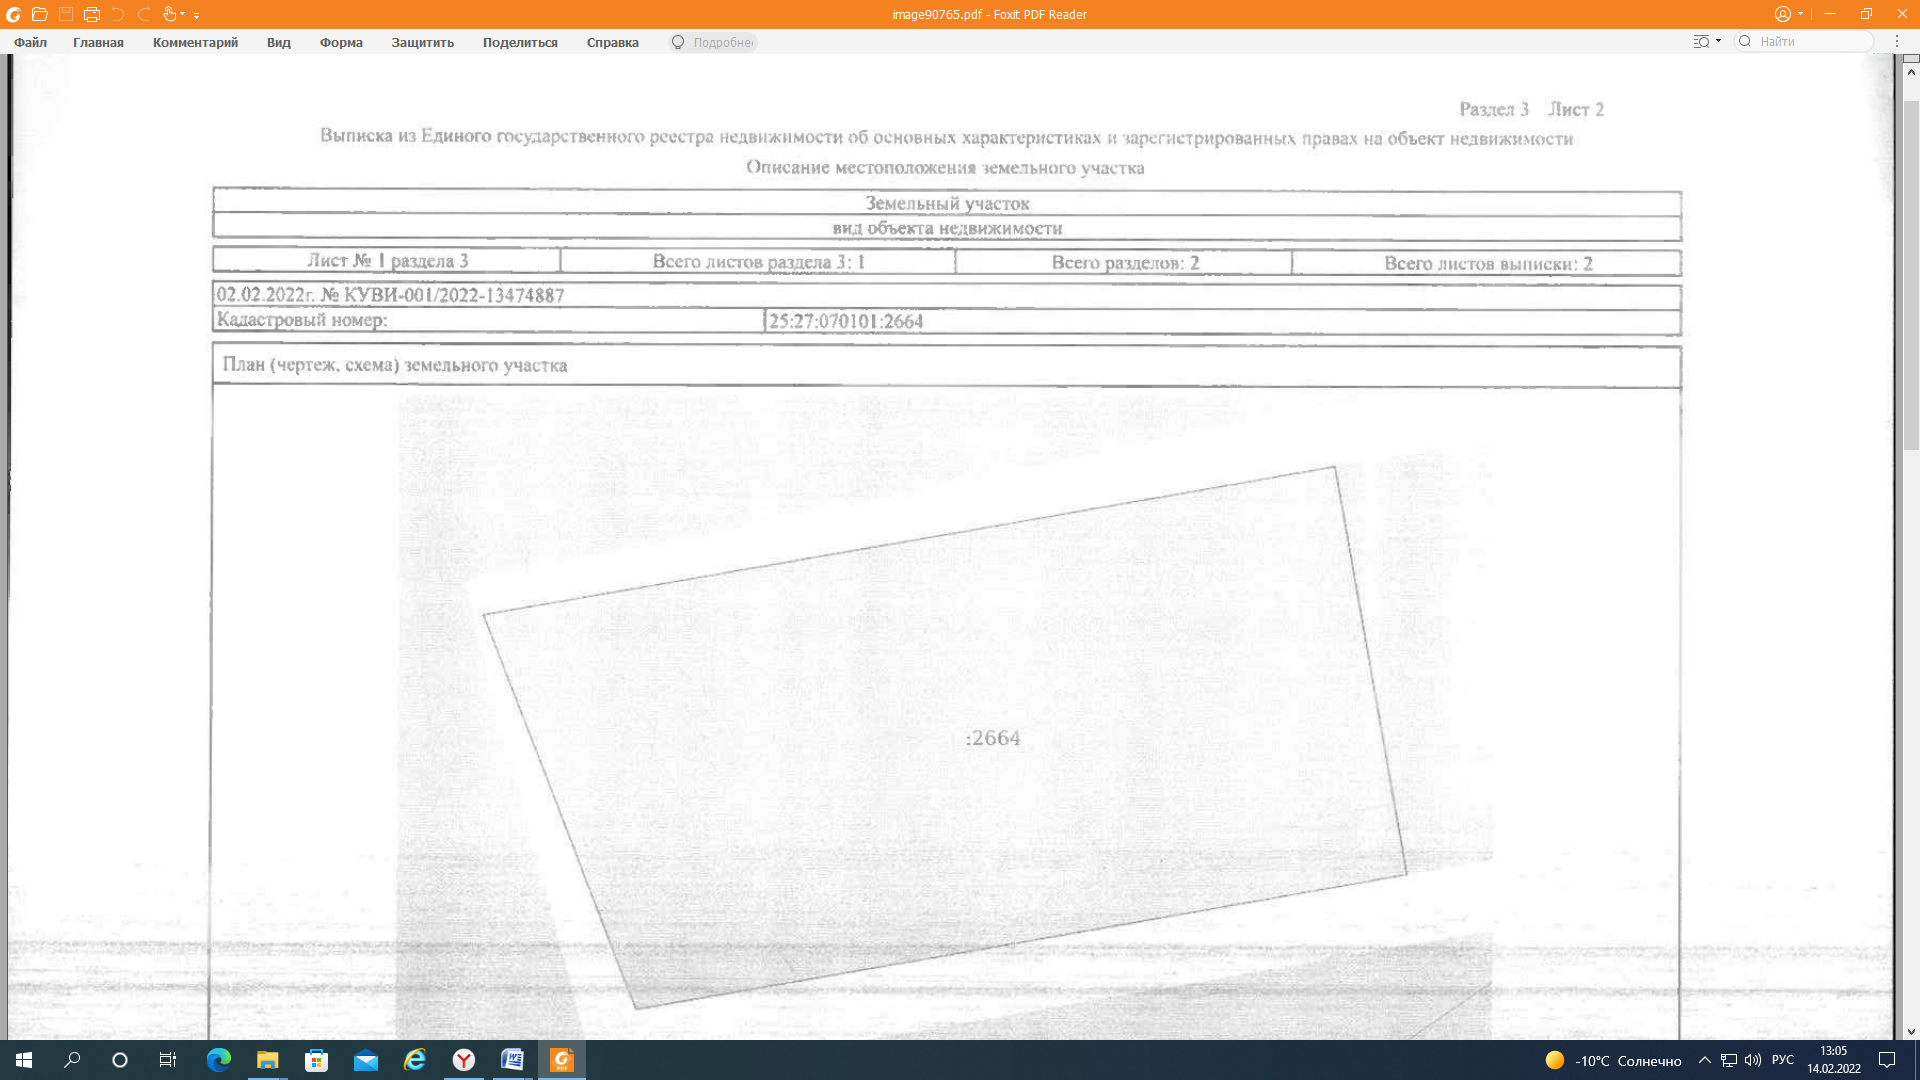 image90765.pdf - Foxit PDF Reader
Файл Главная Комментарий Вид Форма Защитить Поделиться Справка Подробнее Найти
Раздел 3 Лист 2
Выписка из Единого государственного реестра недвижимости об основных характеристиках и зарегистрированных правах на объект недвижимости
Описание местоположения земельного участка
Земельный участок
вид объекта недвижимости
Лист № 1 раздела 3 Всего листов раздела 3: 1 Всего разделов: 2 Всего листов выписки: 2
02.02.2022г. № КУВИ-001/2022-13474887
Кадастровый номер: 25:27:070101:2664
План (чертеж, схема) земельного участка
:2664
-10°C Солнечно РУС 13:05
14.02.2022